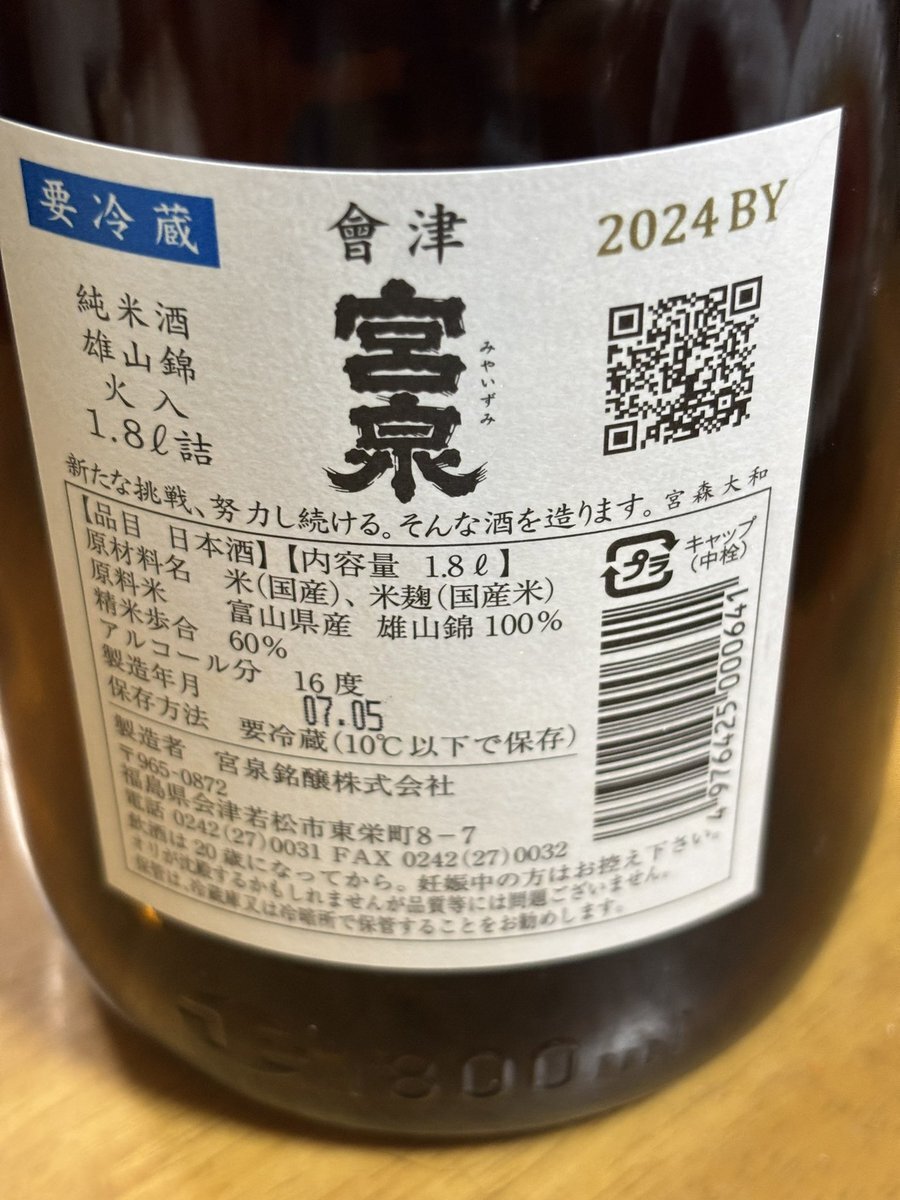 要冷蔵
會津
2024 BY
純米酒
雄山錦
火入
1.8ℓ詰
宮泉
みやいずみ
新たな挑戦、努力し続ける。そんな酒を造ります。 宮森大和
【品目 日本酒】【内容量 1.8ℓ】
原材料名 米(国産)、米麹(国産米)
原料米 富山県産 雄山錦100%
精米歩合 60%
アルコール分 16度
製造年月 07.05
保存方法 要冷蔵(10℃以下で保存)
プラ
キャップ
(中栓)
4976425000641
製造者 宮泉銘醸株式会社
〒965-0872
福島県会津若松市東栄町8-7
電話 0242(27)0031 FAX 0242(27)0032
飲酒は20歳になってから。妊娠中の方はお控え下さい。
オリが沈殿するかもしれませんが品質等には問題ございません。
保管は、冷蔵庫又は冷暗所で保管することをお勧めします。
1800ml